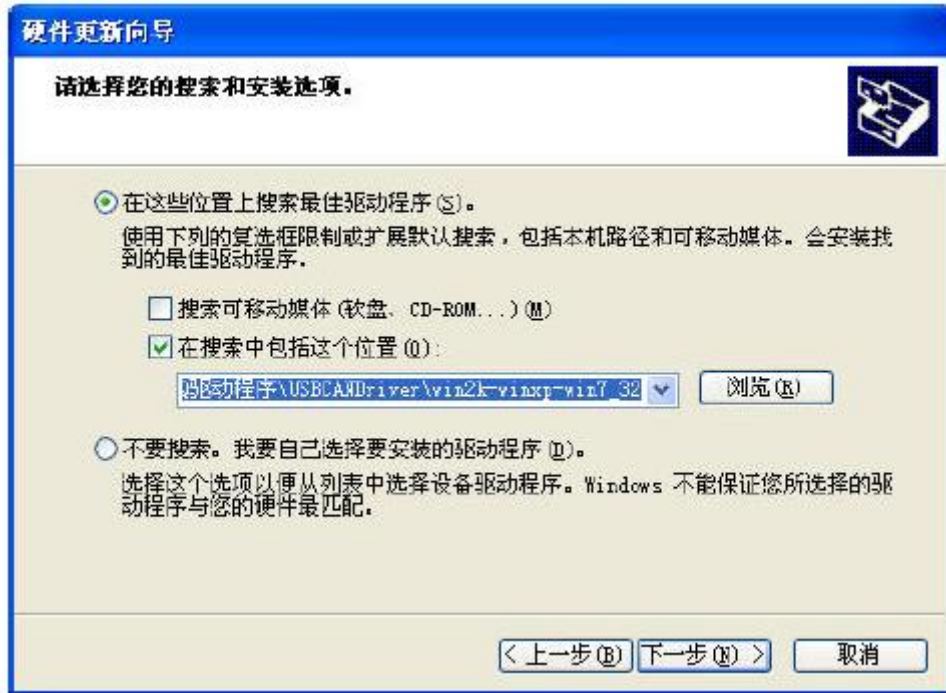 硬件更新向导
请选择您的搜索和安装选项。
在这些位置上搜索最佳驱动程序(S)。
使用下列的复选框限制或扩展默认搜索，包括本机路径和可移动媒体。会安装找
到的最佳驱动程序。
搜索可移动媒体(软盘、CD-ROM...)(M)
在搜索中包括这个位置(O):
驱动程序\USBCANDriver\win2k-winxp-win7_32
浏览(R)
不要搜索。我要自己选择要安装的驱动程序(D)。
选择这个选项以便从列表中选择设备驱动程序。Windows 不能保证您所选择的驱
动程序与您的硬件最匹配。
< 上一步(B)
下一步(N) >
取消